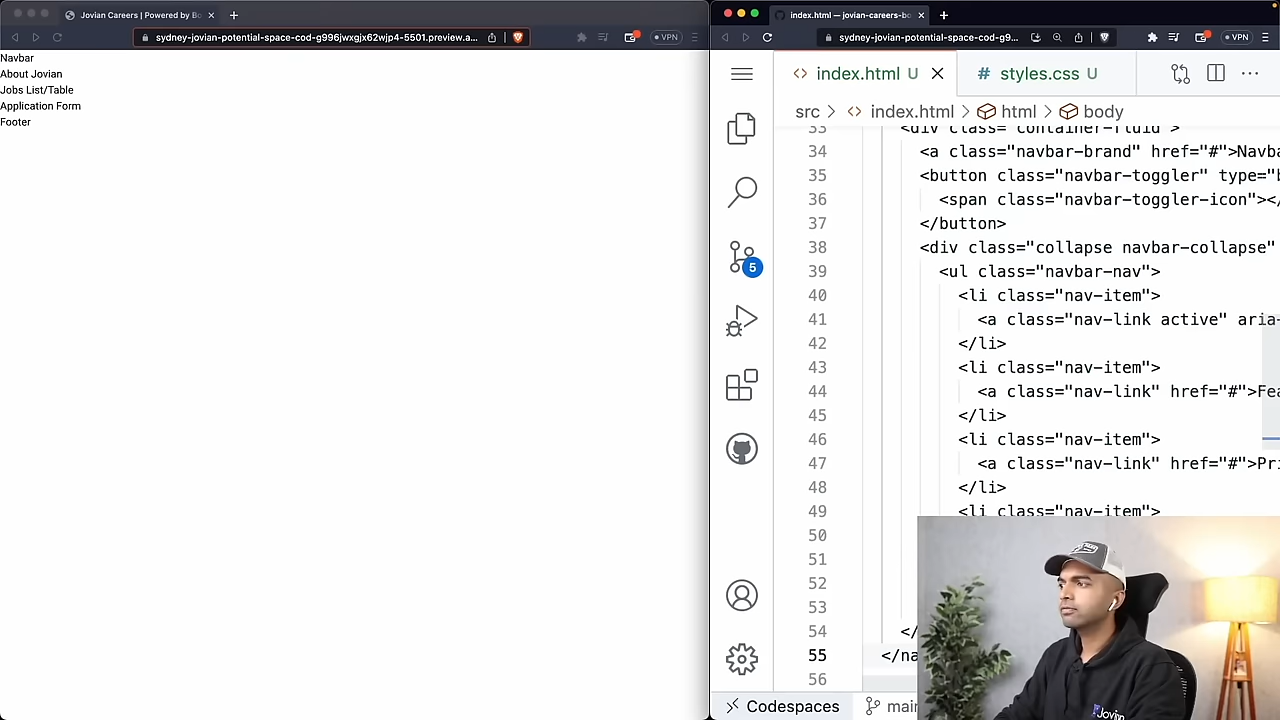 Jovian Careers | Powered by Bo
sydney-jovian-potential-space-cod-g996jwxgjx62wjp4-5501.preview.a...
VPN
Navbar
About Jovian
Jobs List/Table
Application Form
Footer
index.html — jovian-careers-bo
sydney-jovian-potential-space-cod-g9...
VPN
index.html U
# styles.css U
src > index.html > html > body
33 <div class="container-fluid">
34 <a class="navbar-brand" href="#">Navba
35 <button class="navbar-toggler" type="b
36 <span class="navbar-toggler-icon"></
37 </button>
38 <div class="collapse navbar-collapse"
39 <ul class="navbar-nav">
40 <li class="nav-item">
41 <a class="nav-link active" aria-
42 </li>
43 <li class="nav-item">
44 <a class="nav-link" href="#">Fea
45 </li>
46 <li class="nav-item">
47 <a class="nav-link" href="#">Pri
48 </li>
49 <li class="nav-item">
50
51
52
53
54 </
55 </na
56
5
Codespaces
main
Jovian